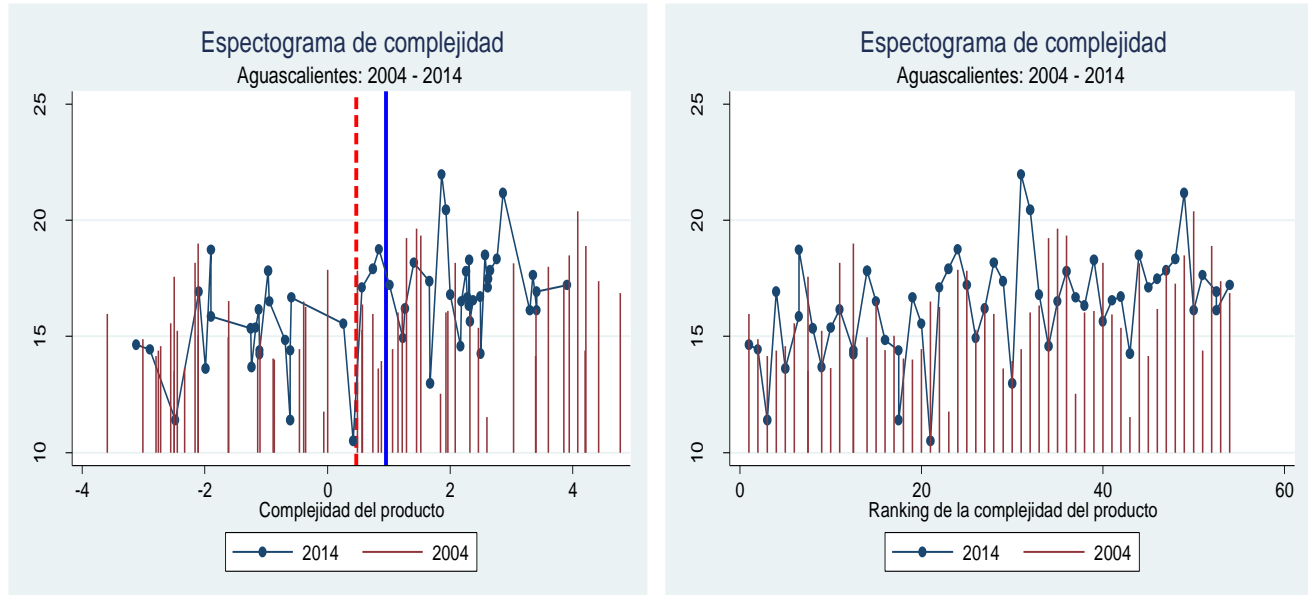 Espectograma de complejidad
Aguascalientes: 2004 - 2014
25
20
15
10
-4 -2 0 2 4
Complejidad del producto
2014 2004
Espectograma de complejidad
Aguascalientes: 2004 - 2014
25
20
15
10
0 20 40 60
Ranking de la complejidad del producto
2014 2004